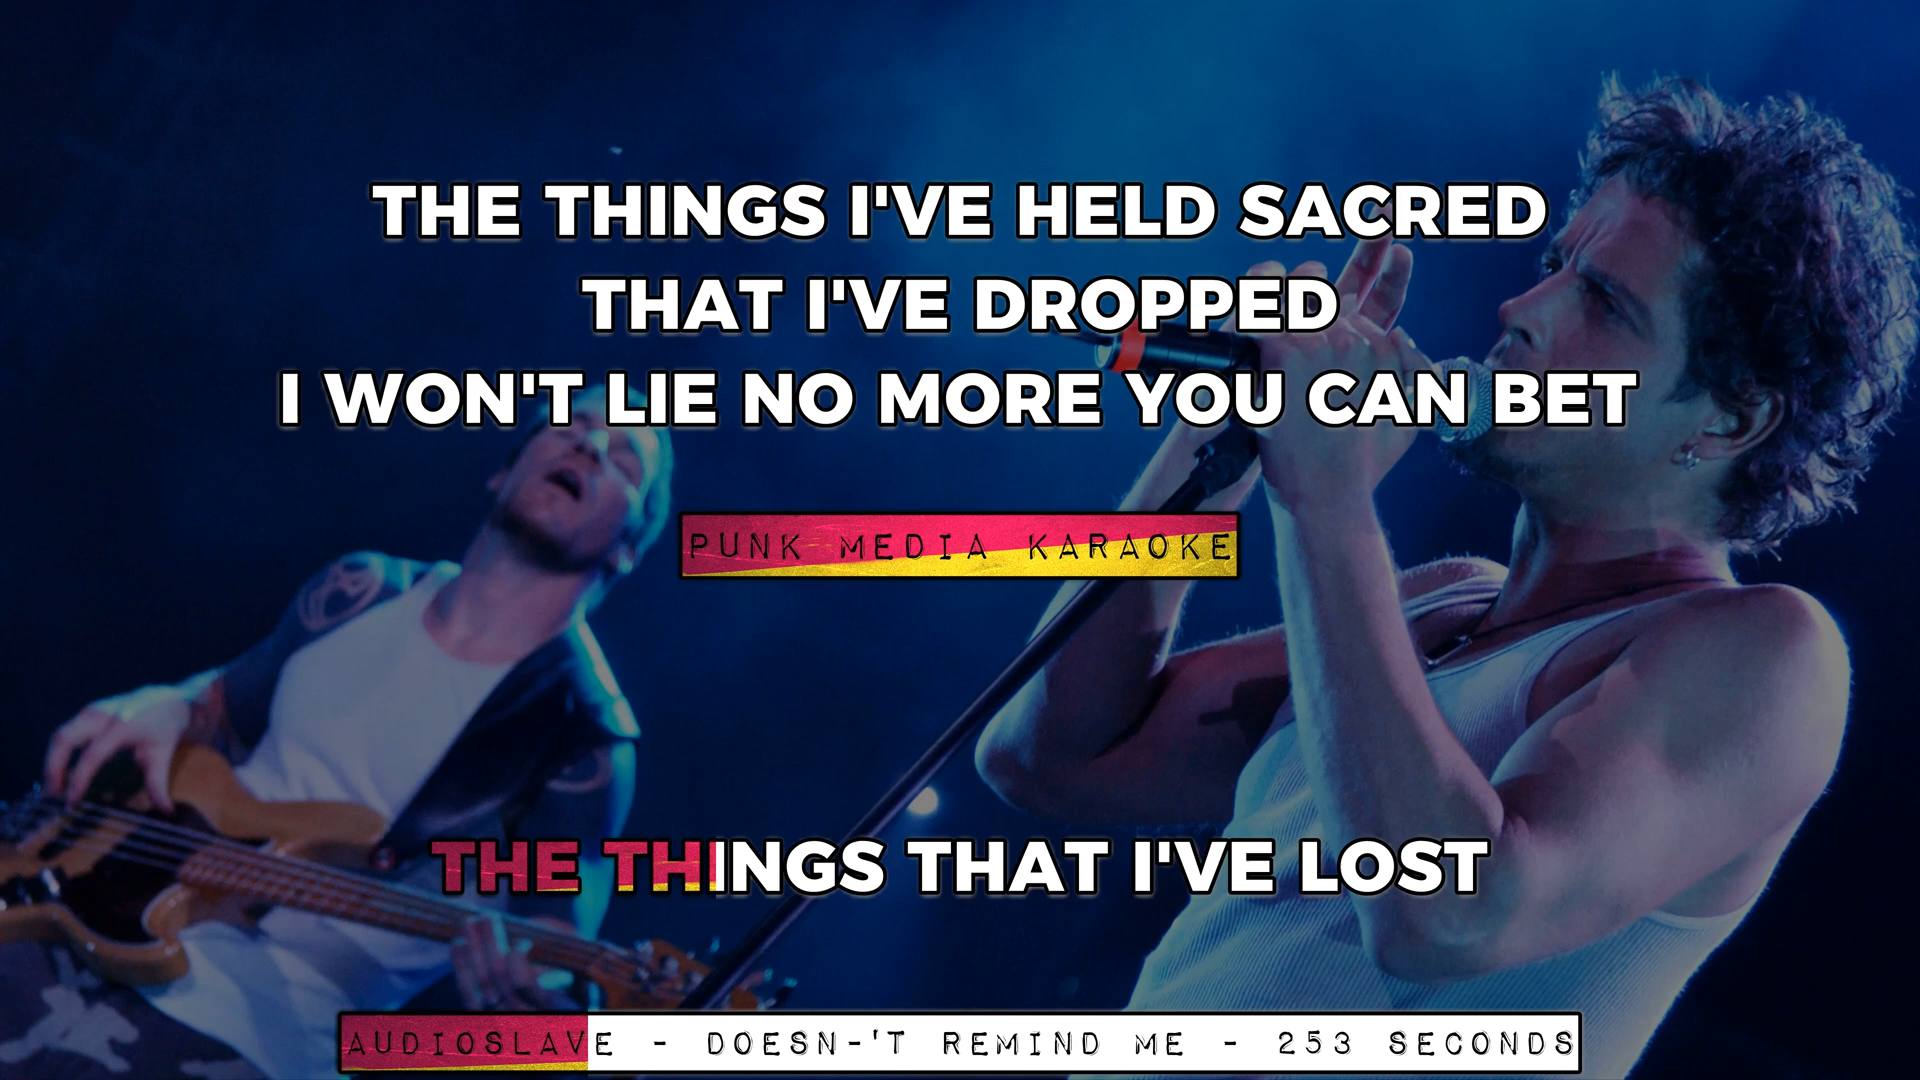 THE THINGS I'VE HELD SACRED
THAT I'VE DROPPED
I WON'T LIE NO MORE YOU CAN BET
PUNK MEDIA KARAOKE
THE THINGS THAT I'VE LOST
AUDIOSLAVE - DOESN-'T REMIND ME - 253 SECONDS